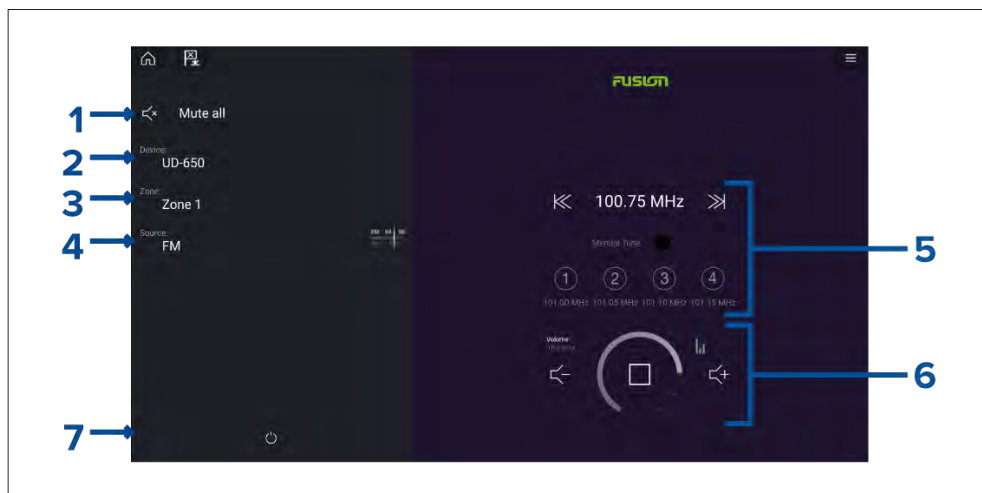 FUSION
1
Mute all
Device:
2
UD-650
Zone:
3
Zone 1
Source:
4
FM
100.75 MHz
Manual Tune
1 2 3 4
101.00 MHz 101.05 MHz 101.10 MHz 101.15 MHz
5
Volume:
6
7